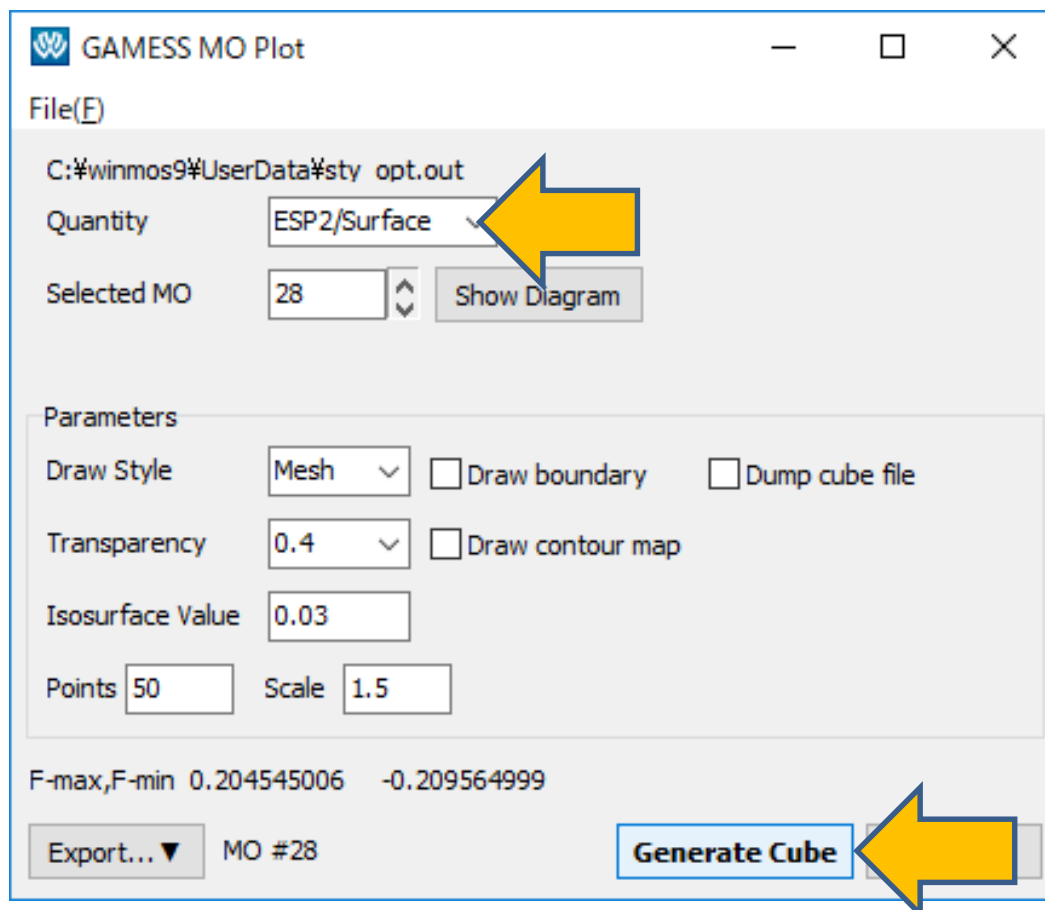 GAMESS MO Plot
File(F)
C:¥winmos9¥UserData¥sty opt.out
Quantity ESP2/Surface
Selected MO 28 Show Diagram
Parameters
Draw Style Mesh Draw boundary Dump cube file
Transparency 0.4 Draw contour map
Isosurface Value 0.03
Points 50 Scale 1.5
F-max,F-min 0.204545006 -0.209564999
Export...▼ MO #28 Generate Cube